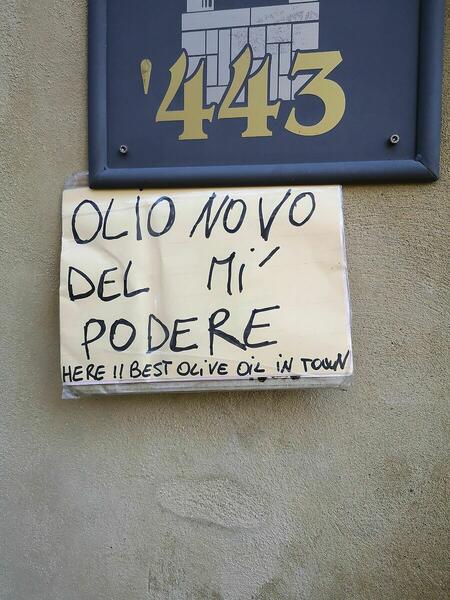 '443
OLIO NOVO
DEL MI'
PODERE
HERE !! BEST OLIVE OIL IN TOWN